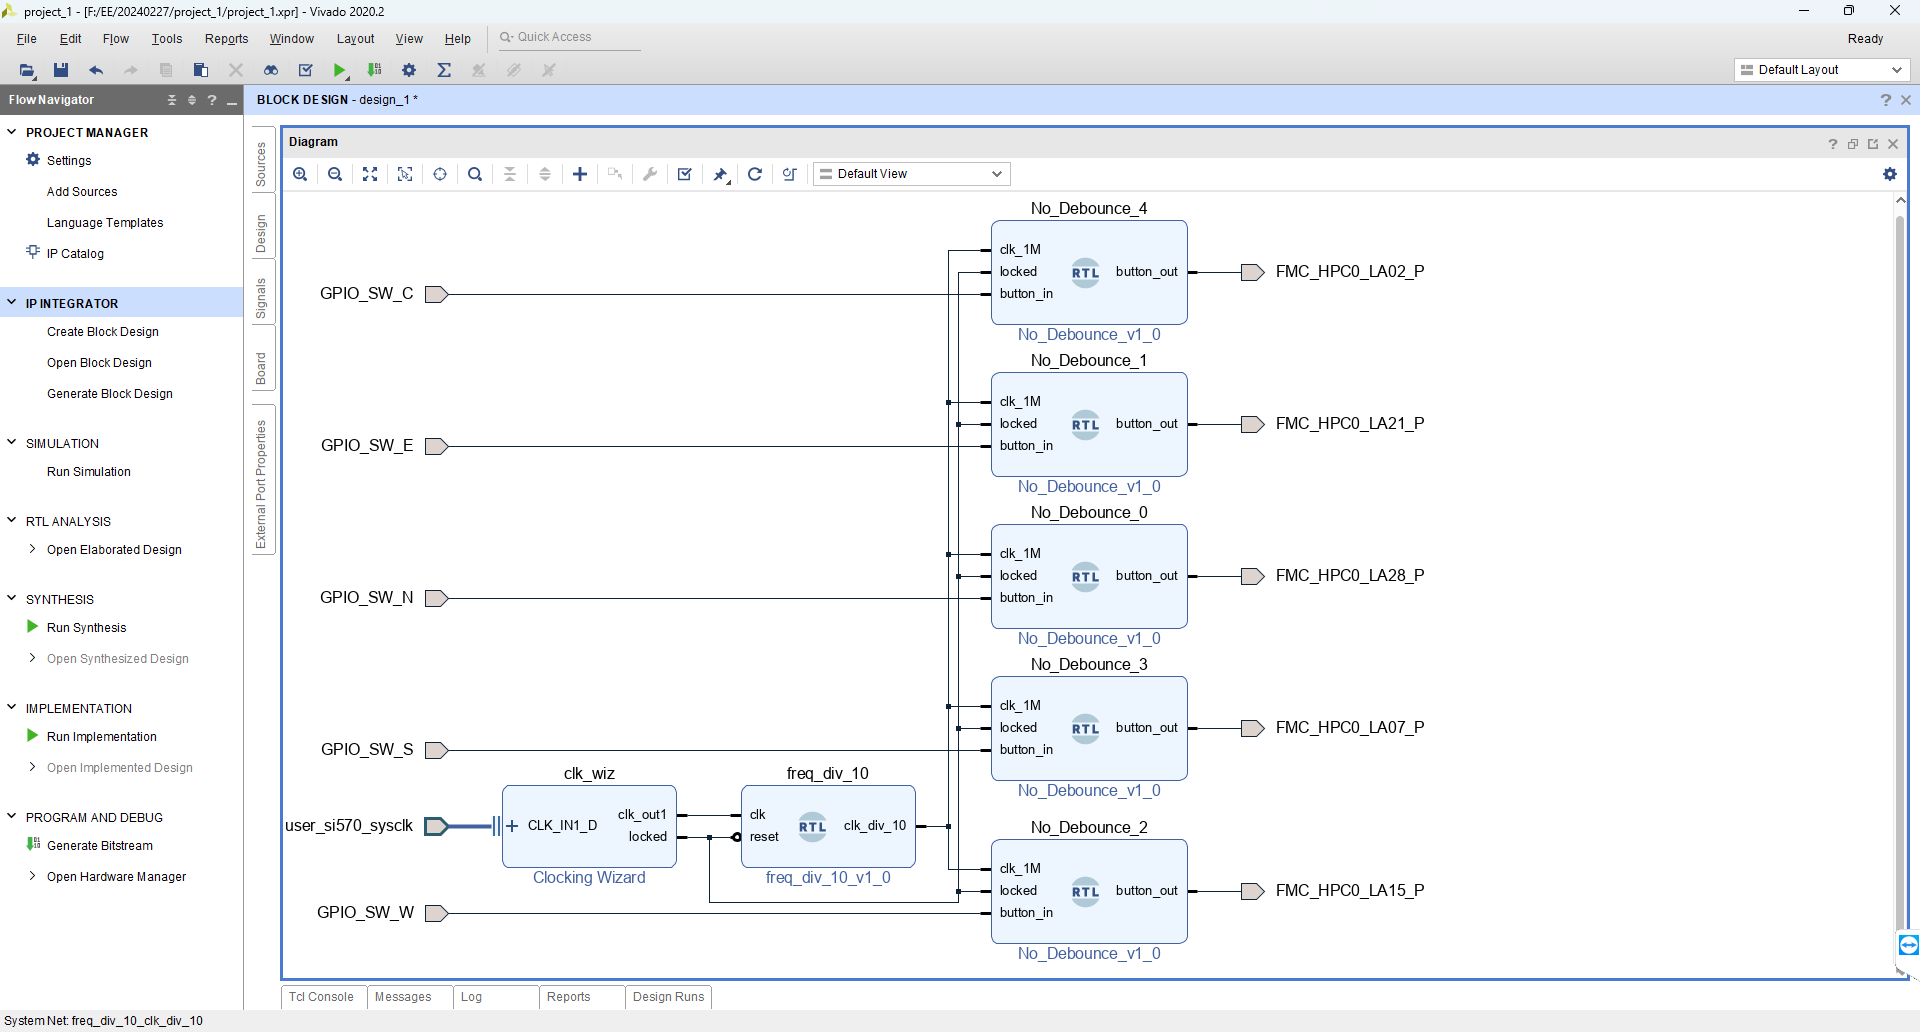 project_1 - [F:/EE/20240227/project_1/project_1.xpr] - Vivado 2020.2
File Edit Flow Tools Reports Window Layout View Help Quick Access Ready
Default Layout
Flow Navigator
PROJECT MANAGER
Settings
Add Sources
Language Templates
IP Catalog
IP INTEGRATOR
Create Block Design
Open Block Design
Generate Block Design
SIMULATION
Run Simulation
RTL ANALYSIS
Open Elaborated Design
SYNTHESIS
Run Synthesis
Open Synthesized Design
IMPLEMENTATION
Run Implementation
Open Implemented Design
PROGRAM AND DEBUG
Generate Bitstream
Open Hardware Manager
BLOCK DESIGN - design_1 *
Sources
Design
Signals
Board
External Port Properties
Diagram
Default View
No_Debounce_4
clk_1M
locked RTL button_out FMC_HPC0_LA02_P
GPIO_SW_C button_in
No_Debounce_v1_0
No_Debounce_1
clk_1M
locked RTL button_out FMC_HPC0_LA21_P
GPIO_SW_E button_in
No_Debounce_v1_0
No_Debounce_0
clk_1M
locked RTL button_out FMC_HPC0_LA28_P
GPIO_SW_N button_in
No_Debounce_v1_0
No_Debounce_3
clk_1M
locked RTL button_out FMC_HPC0_LA07_P
GPIO_SW_S button_in
No_Debounce_v1_0
clk_wiz freq_div_10
clk_out1 clk
user_si570_sysclk CLK_IN1_D RTL clk_div_10
locked reset
Clocking Wizard freq_div_10_v1_0
No_Debounce_2
clk_1M
locked RTL button_out FMC_HPC0_LA15_P
GPIO_SW_W button_in
No_Debounce_v1_0
Tcl Console Messages Log Reports Design Runs
System Net: freq_div_10_clk_div_10